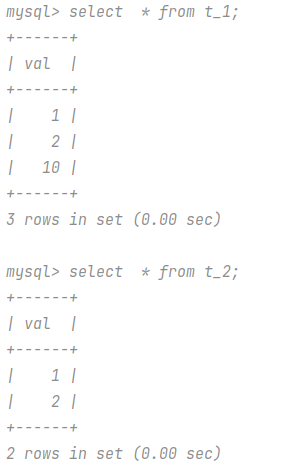 mysql> select  * from t_1;
+------+
| val  |
+------+
|    1 |
|    2 |
|   10 |
+------+
3 rows in set (0.00 sec)

mysql> select  * from t_2;
+------+
| val  |
+------+
|    1 |
|    2 |
+------+
2 rows in set (0.00 sec)